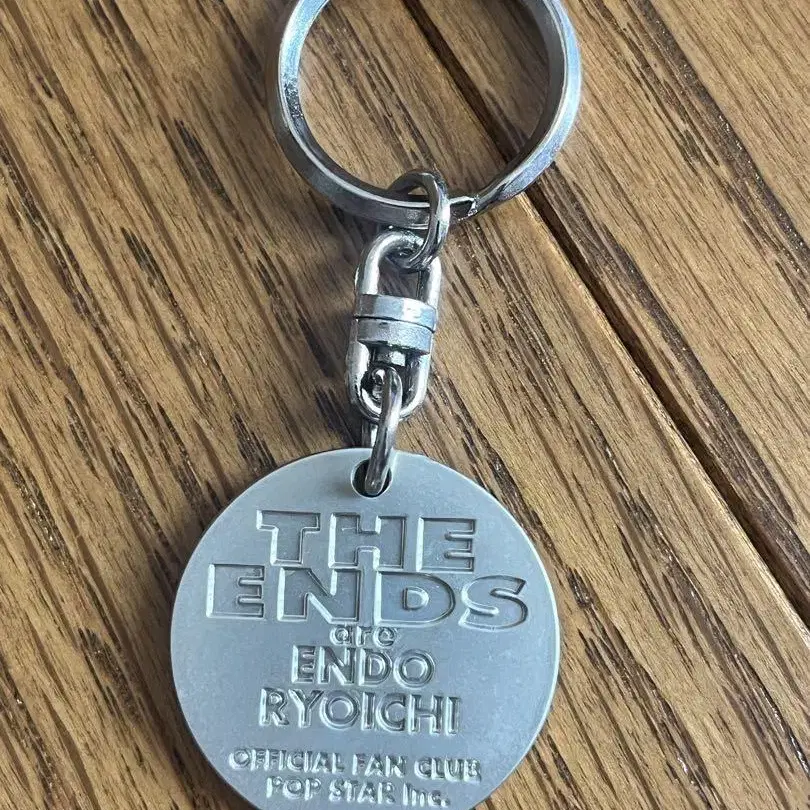 THE
ENDS
are
ENDO
RYOICHI
OFFICIAL FAN CLUB
POP STAR Inc.